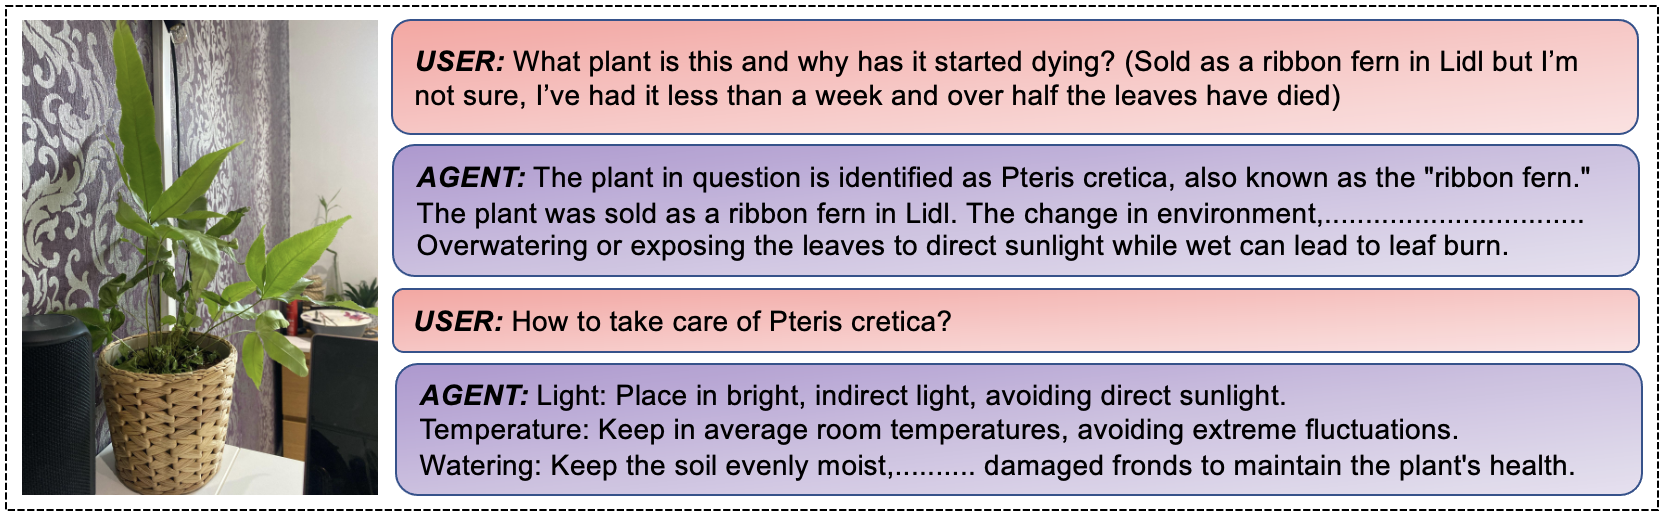 USER: What plant is this and why has it started dying? (Sold as a ribbon fern in Lidl but I’m
not sure, I’ve had it less than a week and over half the leaves have died)
AGENT: The plant in question is identified as Pteris cretica, also known as the "ribbon fern."
The plant was sold as a ribbon fern in Lidl. The change in environment,................................
Overwatering or exposing the leaves to direct sunlight while wet can lead to leaf burn.
USER: How to take care of Pteris cretica?
AGENT: Light: Place in bright, indirect light, avoiding direct sunlight.
Temperature: Keep in average room temperatures, avoiding extreme fluctuations.
Watering: Keep the soil evenly moist,.......... damaged fronds to maintain the plant's health.